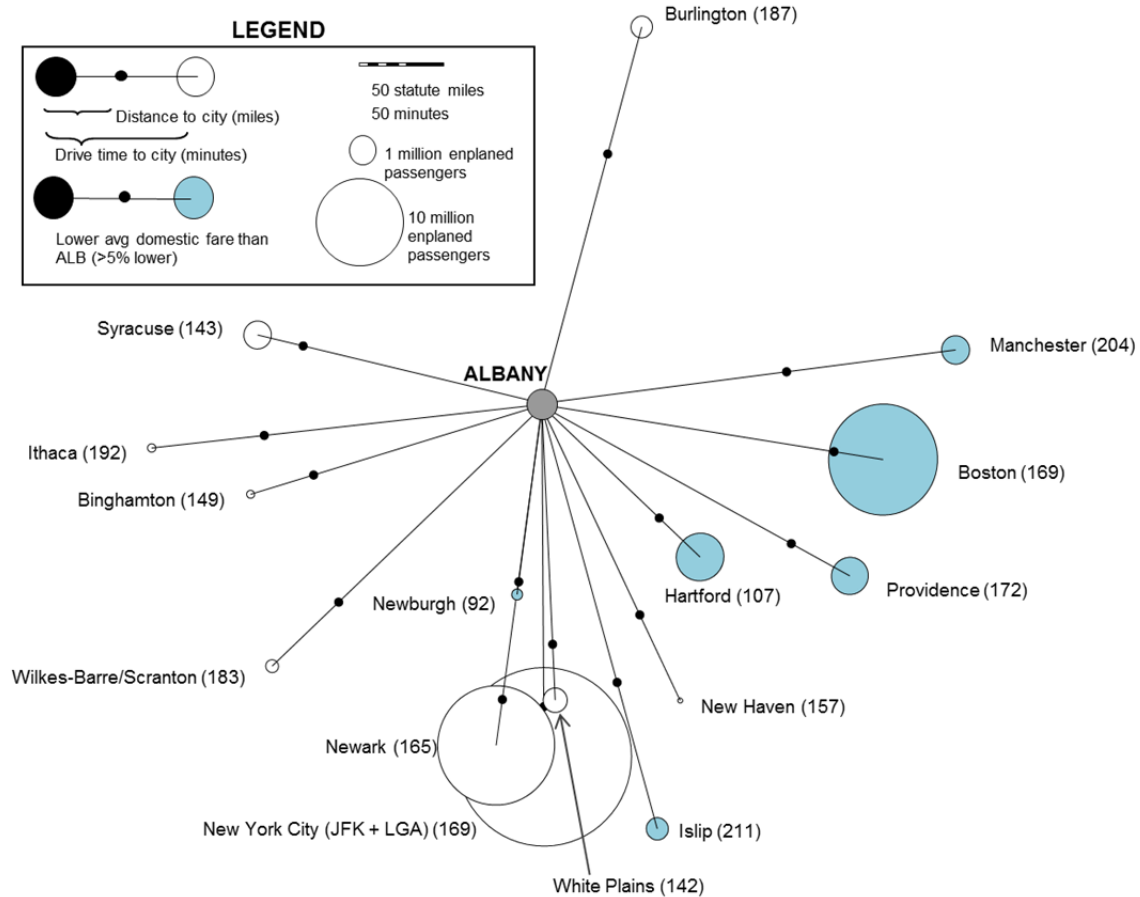 LEGEND
Distance to city (miles)
Drive time to city (minutes)
Lower avg domestic fare than
ALB (>5% lower)
50 statute miles
50 minutes
1 million enplaned
passengers
10 million
enplaned
passengers
Burlington (187)
Syracuse (143)
ALBANY
Manchester (204)
Ithaca (192)
Binghamton (149)
Boston (169)
Newburgh (92)
Hartford (107)
Providence (172)
Wilkes-Barre/Scranton (183)
New Haven (157)
Newark (165)
New York City (JFK + LGA) (169)
Islip (211)
White Plains (142)